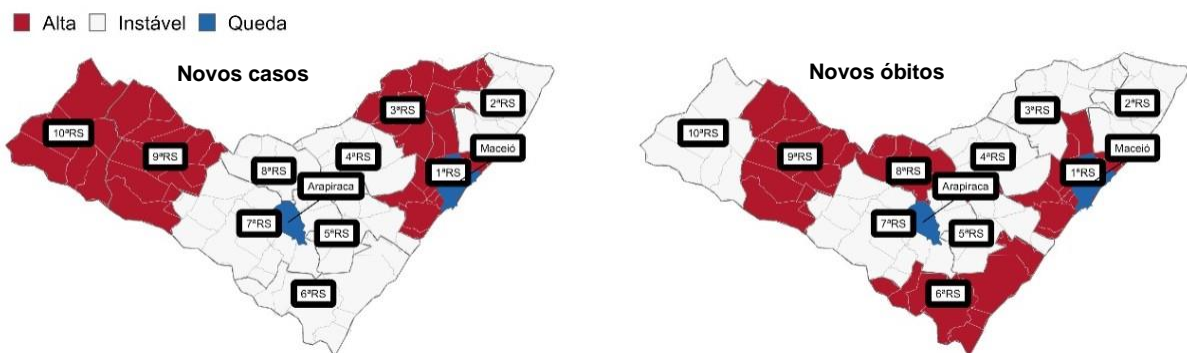 Alta Instável Queda
Novos casos
3ªRS
2ªRS
10ªRS
9ªRS
Maceió
4ªRS
8ªRS
1ªRS
Arapiraca
7ªRS
5ªRS
6ªRS
Novos óbitos
3ªRS
2ªRS
10ªRS
9ªRS
Maceió
4ªRS
8ªRS
1ªRS
Arapiraca
7ªRS
5ªRS
6ªRS